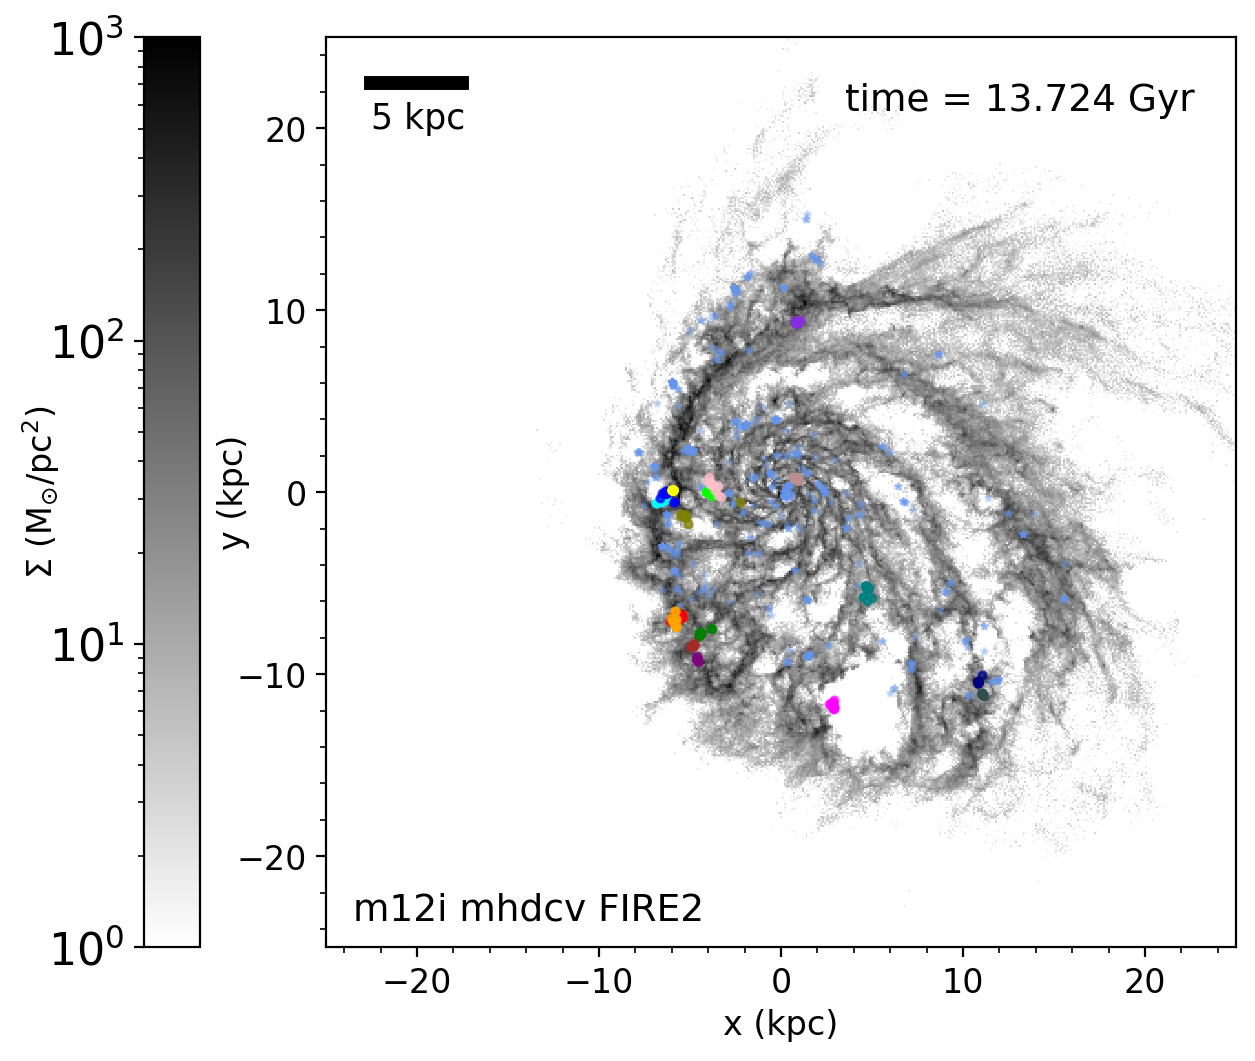 10³
10²
10¹
10⁰
Σ (M⊙/pc²)
5 kpc
time = 13.724 Gyr
m12i mhdcv FIRE2
20
10
0
−10
−20
y (kpc)
−20
−10
0
10
20
x (kpc)